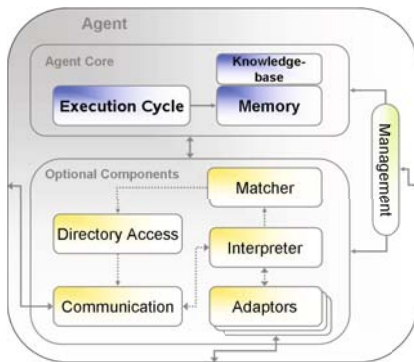 Agent
Agent Core
Knowledge-
base
Execution Cycle
Memory
Management
Optional Components
Matcher
Directory Access
Interpreter
Communication
Adaptors